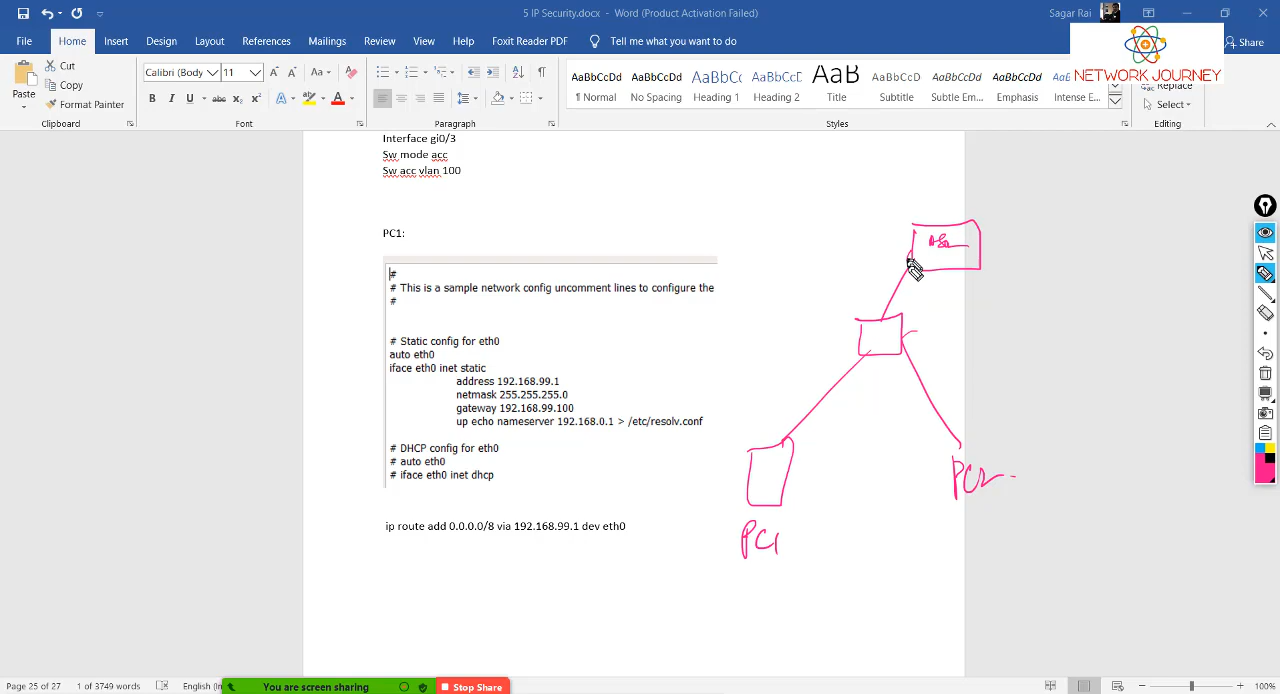 5 IP Security.docx - Word (Product Activation Failed)
Sagar Rai
File Home Insert Design Layout References Mailings Review View Help Foxit Reader PDF Tell me what you want to do
Share
NETWORK JOURNEY
Paste
Cut
Copy
Format Painter
Clipboard
Calibri (Body 11
Aa
B I U abc X₂ X²
Font
Paragraph
AaBbCcDd AaBbCcDd AaBbCc AaBbCcD AaB AaBbCcD AaBbCcDd AaBbCcDd
¶ Normal No Spacing Heading 1 Heading 2 Title Subtitle Subtle Em... Emphasis Intense E...
Styles
Replace
Select
Editing
Interface gi0/3
Sw mode acc
Sw acc vlan 100
PC1:
#
# This is a sample network config uncomment lines to configure the
#
# Static config for eth0
auto eth0
iface eth0 inet static
address 192.168.99.1
netmask 255.255.255.0
gateway 192.168.99.100
up echo nameserver 192.168.0.1 > /etc/resolv.conf
# DHCP config for eth0
# auto eth0
# iface eth0 inet dhcp
ip route add 0.0.0.0/8 via 192.168.99.1 dev eth0
PC2
PC1
Page 25 of 27 1 of 3749 words English (In
You are screen sharing
Stop Share
100%